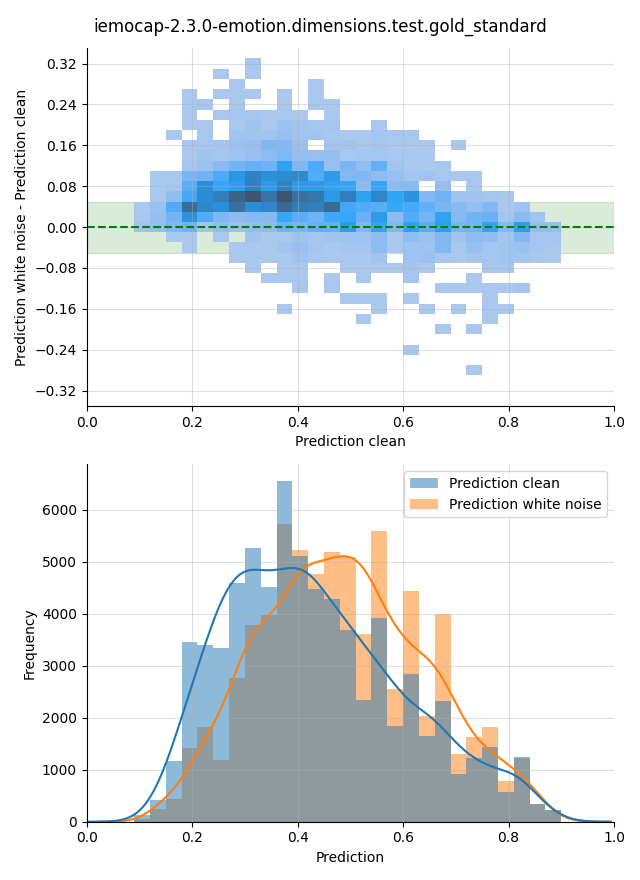 iemocap-2.3.0-emotion.dimensions.test.gold_standard
Prediction white noise - Prediction clean
0.32
0.24
0.16
0.08
0.00
−0.08
−0.16
−0.24
−0.32
0.0 0.2 0.4 0.6 0.8 1.0
Prediction clean
Prediction clean
Prediction white noise
Frequency
6000
5000
4000
3000
2000
1000
0
0.0 0.2 0.4 0.6 0.8 1.0
Prediction